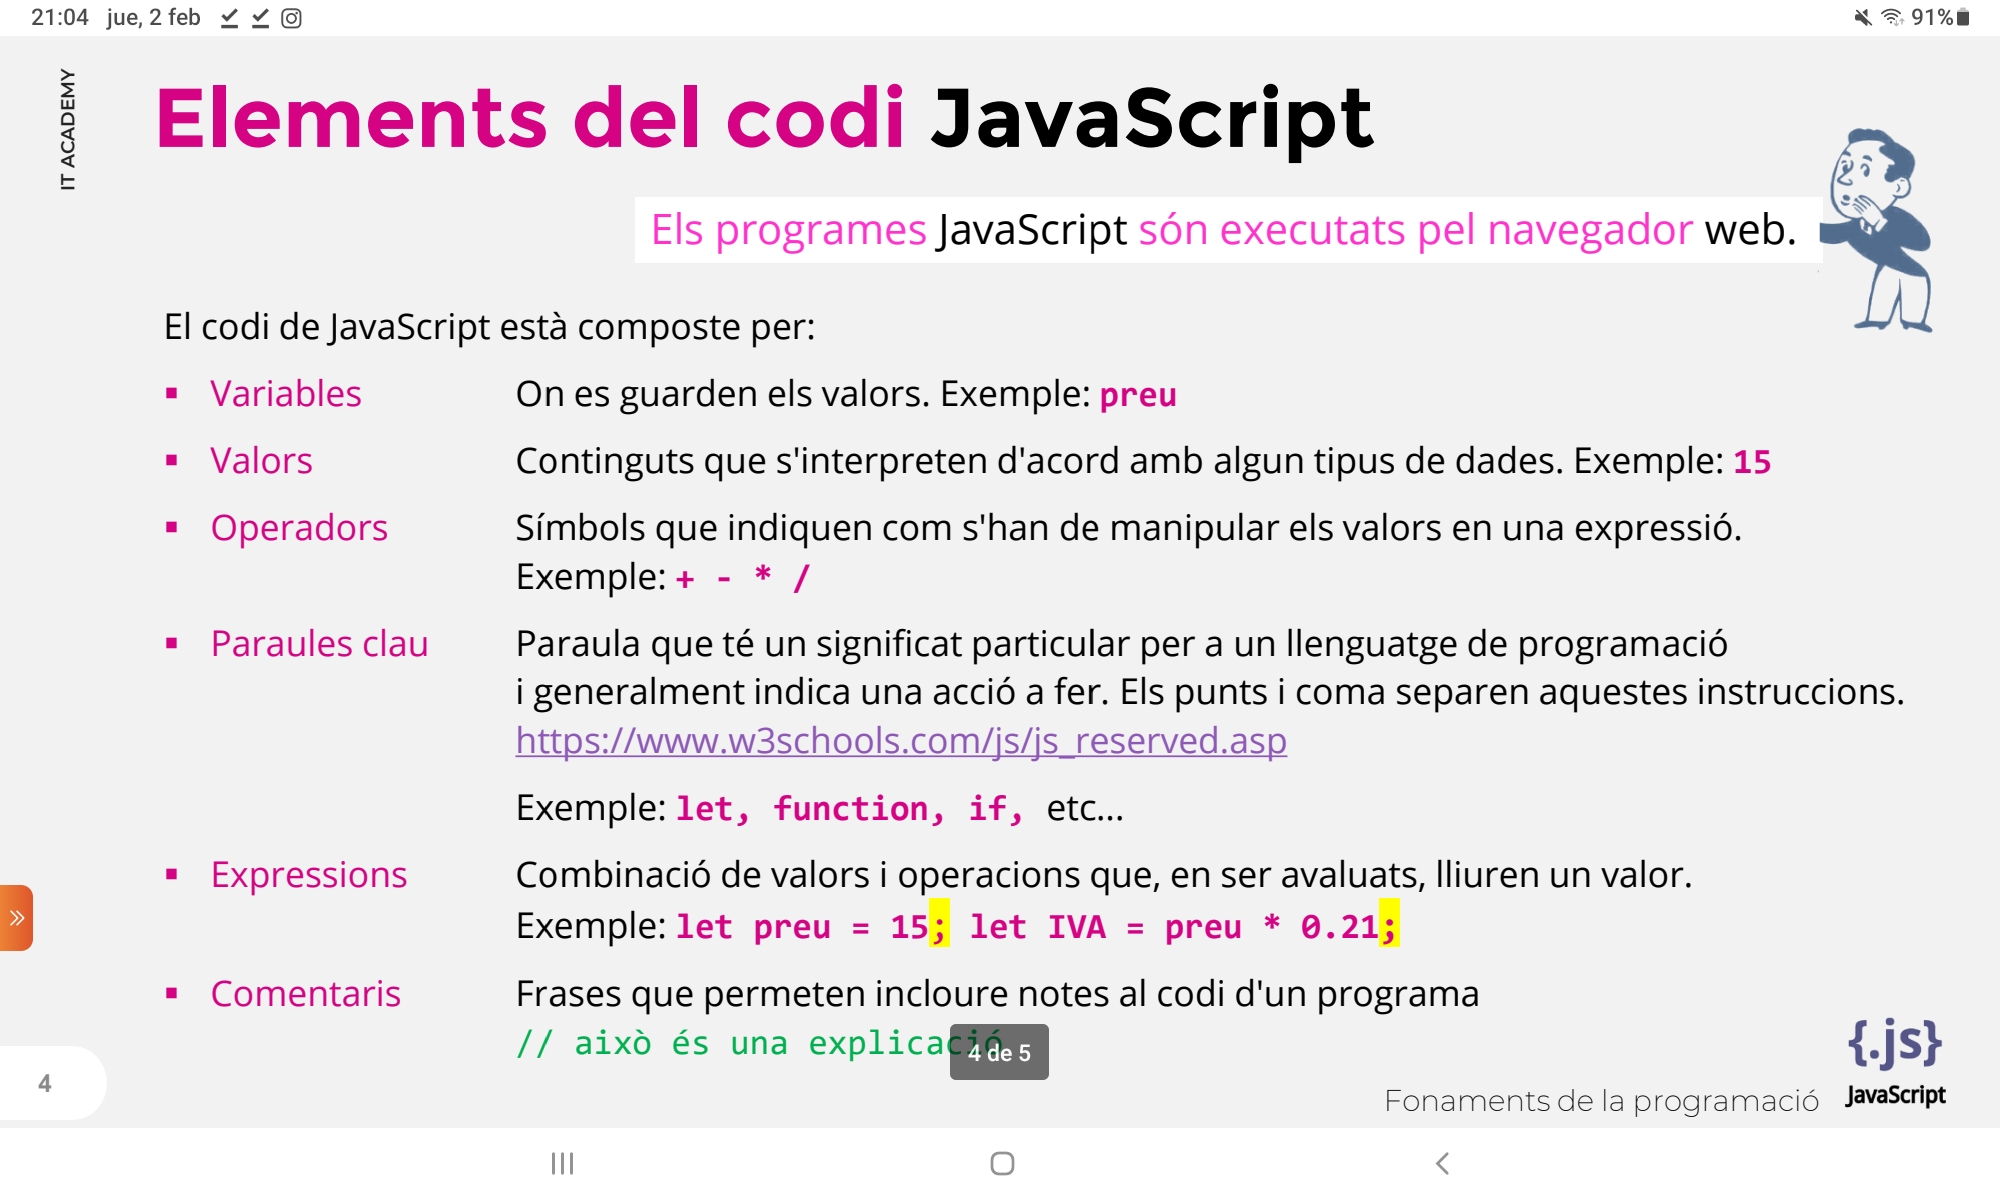 21:04 jue, 2 feb
91%
IT ACADEMY
Elements del codi JavaScript
Els programes JavaScript són executats pel navegador web.
El codi de JavaScript està composte per:
▪ Variables On es guarden els valors. Exemple: preu
▪ Valors Continguts que s'interpreten d'acord amb algun tipus de dades. Exemple: 15
▪ Operadors Símbols que indiquen com s'han de manipular els valors en una expressió.
Exemple: + - * /
▪ Paraules clau Paraula que té un significat particular per a un llenguatge de programació
i generalment indica una acció a fer. Els punts i coma separen aquestes instruccions.
https://www.w3schools.com/js/js_reserved.asp
Exemple: let, function, if, etc...
▪ Expressions Combinació de valors i operacions que, en ser avaluats, lliuren un valor.
Exemple: let preu = 15; let IVA = preu * 0.21;
▪ Comentaris Frases que permeten incloure notes al codi d'un programa
// això és una explicació
4 de 5
4
{.js}
JavaScript
Fonaments de la programació